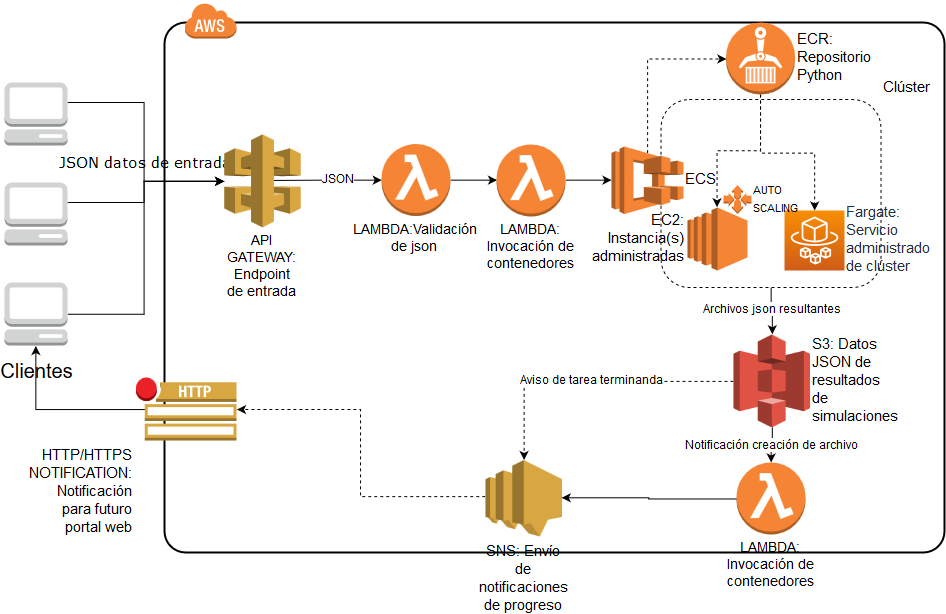 AWS
ECR:
Repositorio
Python
Clúster
JSON datos de entrada
JSON
API
GATEWAY:
Endpoint
de entrada
LAMBDA:Validación
de json
LAMBDA:
Invocación de
contenedores
ECS
EC2:
Instancia(s)
administradas
AUTO
SCALING
Fargate:
Servicio
administrado
de clúster
Archivos json resultantes
S3: Datos
JSON de
resultados
de
simulaciones
Clientes
HTTP
Aviso de tarea terminanda
Notificación creación de archivo
HTTP/HTTPS
NOTIFICATION:
Notificación
para futuro
portal web
SNS: Envío
de
notificaciones
de progreso
LAMBDA:
Invocación de
contenedores